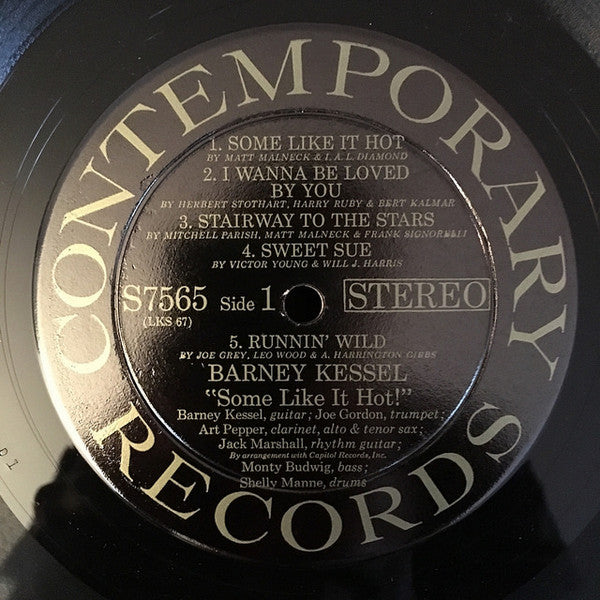 CONTEMPORARY RECORDS
1. SOME LIKE IT HOT
BY MATT MALNECK & I. A. L. DIAMOND
2. I WANNA BE LOVED
BY YOU
BY HERBERT STOTHART, HARRY RUBY & BERT KALMAR
3. STAIRWAY TO THE STARS
BY MITCHELL PARISH, MATT MALNECK & FRANK SIGNORELLI
4. SWEET SUE
BY VICTOR YOUNG & WILL J. HARRIS
S7565 Side 1 STEREO
(LKS 67)
5. RUNNIN' WILD
BY JOE GREY, LEO WOOD & A. HARRINGTON GIBBS
BARNEY KESSEL
"Some Like It Hot!"
Barney Kessel, guitar; Joe Gordon, trumpet;
Art Pepper, clarinet, alto & tenor sax;
Jack Marshall, rhythm guitar;
By arrangement with Capitol Records, Inc.
Monty Budwig, bass;
Shelly Manne, drums